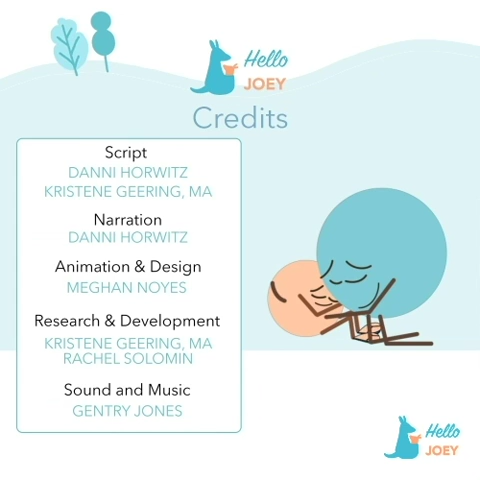 Hello
JOEY
Credits
Script
DANNI HORWITZ
KRISTENE GEERING, MA
Narration
DANNI HORWITZ
Animation & Design
MEGHAN NOYES
Research & Development
KRISTENE GEERING, MA
RACHEL SOLOMIN
Sound and Music
GENTRY JONES
Hello
JOEY